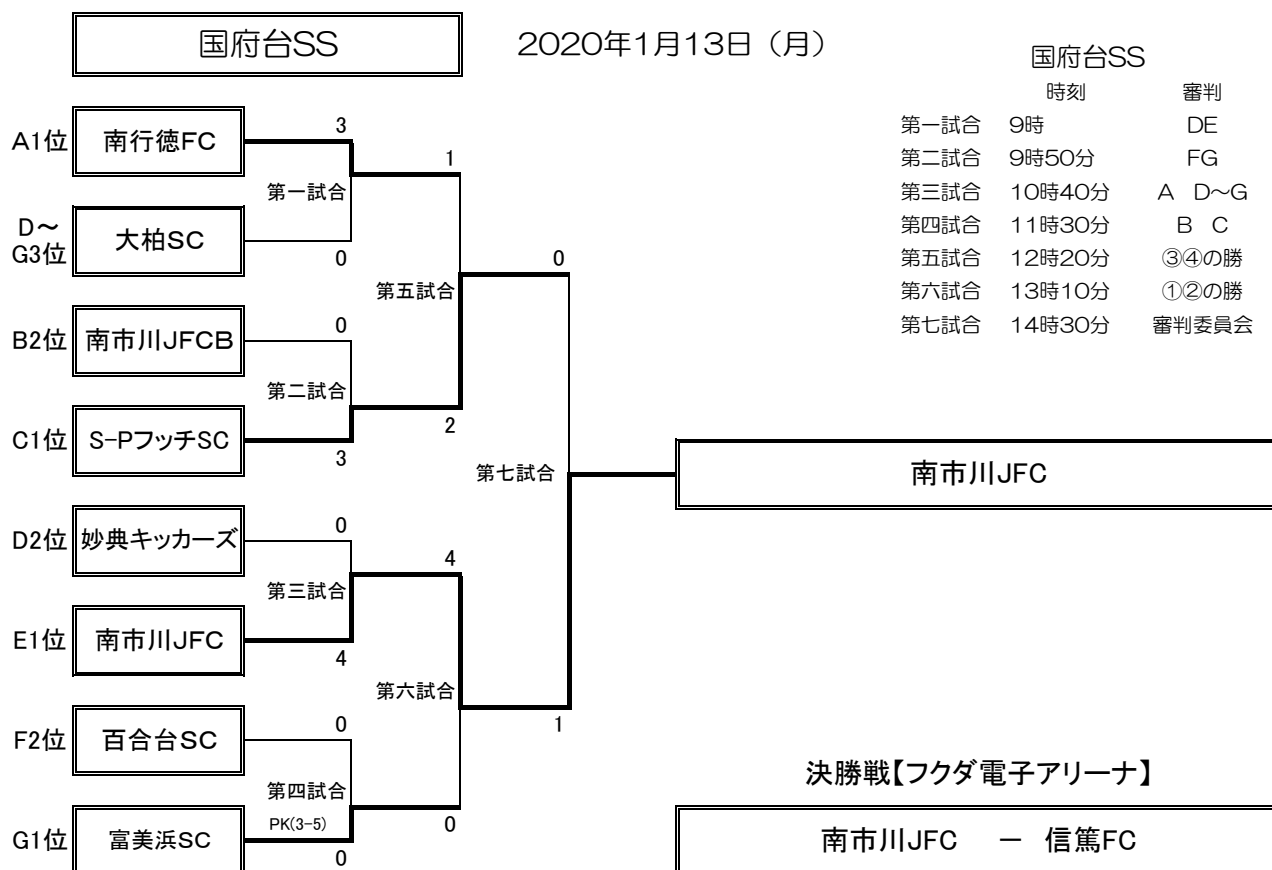 国府台SS
2020年1月13日（月）
国府台SS
時刻 審判
第一試合 9時 DE
第二試合 9時50分 FG
第三試合 10時40分 A D～G
第四試合 11時30分 B C
第五試合 12時20分 ③④の勝
第六試合 13時10分 ①②の勝
第七試合 14時30分 審判委員会
A1位 南行徳FC 3
第一試合
1
D～
G3位 大柏SC 0
第五試合
0
B2位 南市川JFCB 0
第二試合
2
C1位 S-PフッチSC 3
第七試合
南市川JFC
D2位 妙典キッカーズ 0
第三試合
4
E1位 南市川JFC 4
第六試合
1
F2位 百合台SC 0
第四試合
PK(3-5)
0
G1位 富美浜SC 0
決勝戦【フクダ電子アリーナ】
南市川JFC － 信篤FC